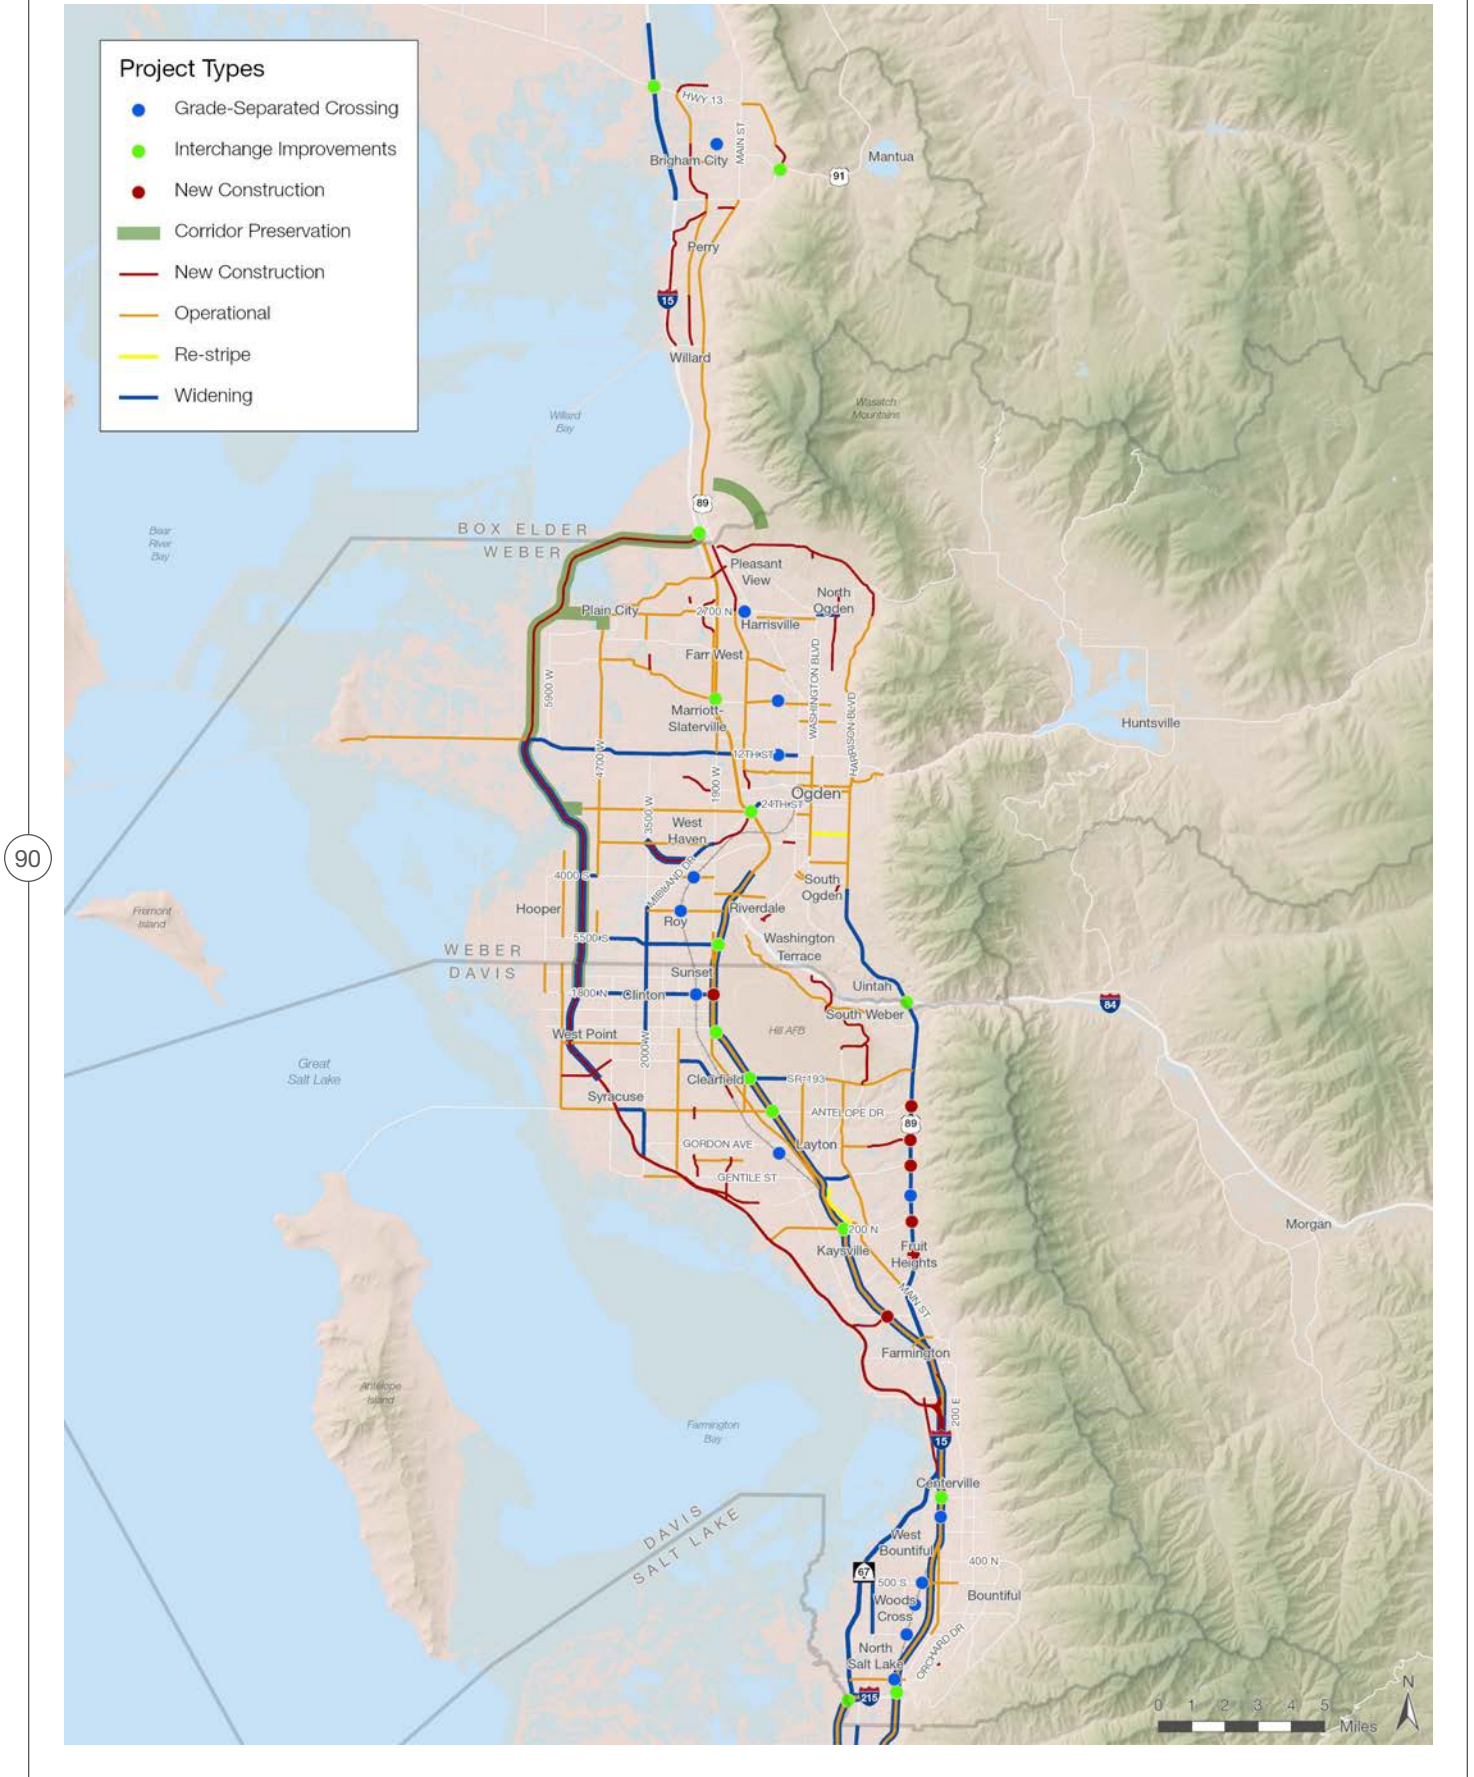 Project Types
Grade-Separated Crossing
Interchange Improvements
New Construction
Corridor Preservation
New Construction
Operational
Re-stripe
Widening
HWY 13
MAIN ST
Brigham City
Mantua
91
Perry
15
Willard
Willard
Bay
Wasatch
Mountains
89
Bear
River
Bay
BOX ELDER
WEBER
Pleasant
View
North
Ogden
Plain City
2700 N
Harrisville
Farr West
5900 W
WASHINGTON BLVD
HARRISON BLVD
Marriott-
Slaterville
Huntsville
4700 W
12TH ST
1900 W
Ogden
24TH ST
3500 W
West
Haven
90
MIDLAND DR
4000 S
South
Ogden
Hooper
Riverdale
Roy
Fremont
Island
5500 S
Washington
Terrace
WEBER
DAVIS
Sunset
1800 N
Clinton
Uintah
84
South Weber
West Point
Hill AFB
2000 W
Great
Salt Lake
Clearfield
SR-193
Syracuse
ANTELOPE DR
89
GORDON AVE
Layton
GENTILE ST
200 N
Kaysville
Fruit
Heights
Morgan
MAIN ST
Farmington
Antelope
Island
200 E
Farmington
Bay
15
Centerville
DAVIS
SALT LAKE
West
Bountiful
400 N
67
500 S
Woods
Cross
Bountiful
North
Salt Lake
ORCHARD DR
215
N
0 1 2 3 4 5
Miles